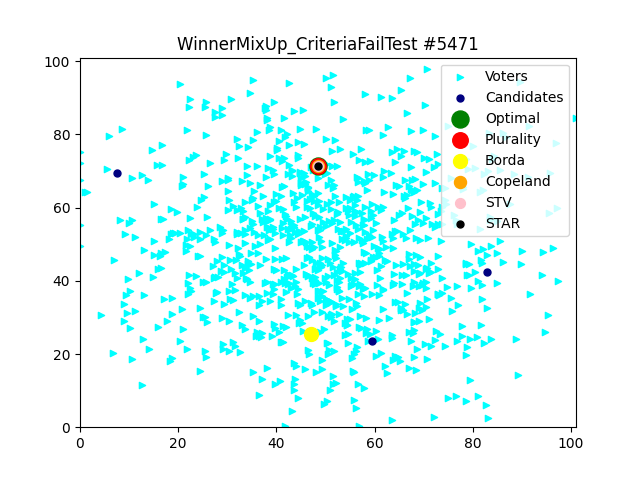 WinnerMixUp_CriteriaFailTest #5471
Voters
Candidates
Optimal
Plurality
Borda
Copeland
STV
STAR
100
80
60
40
20
0
0 20 40 60 80 100